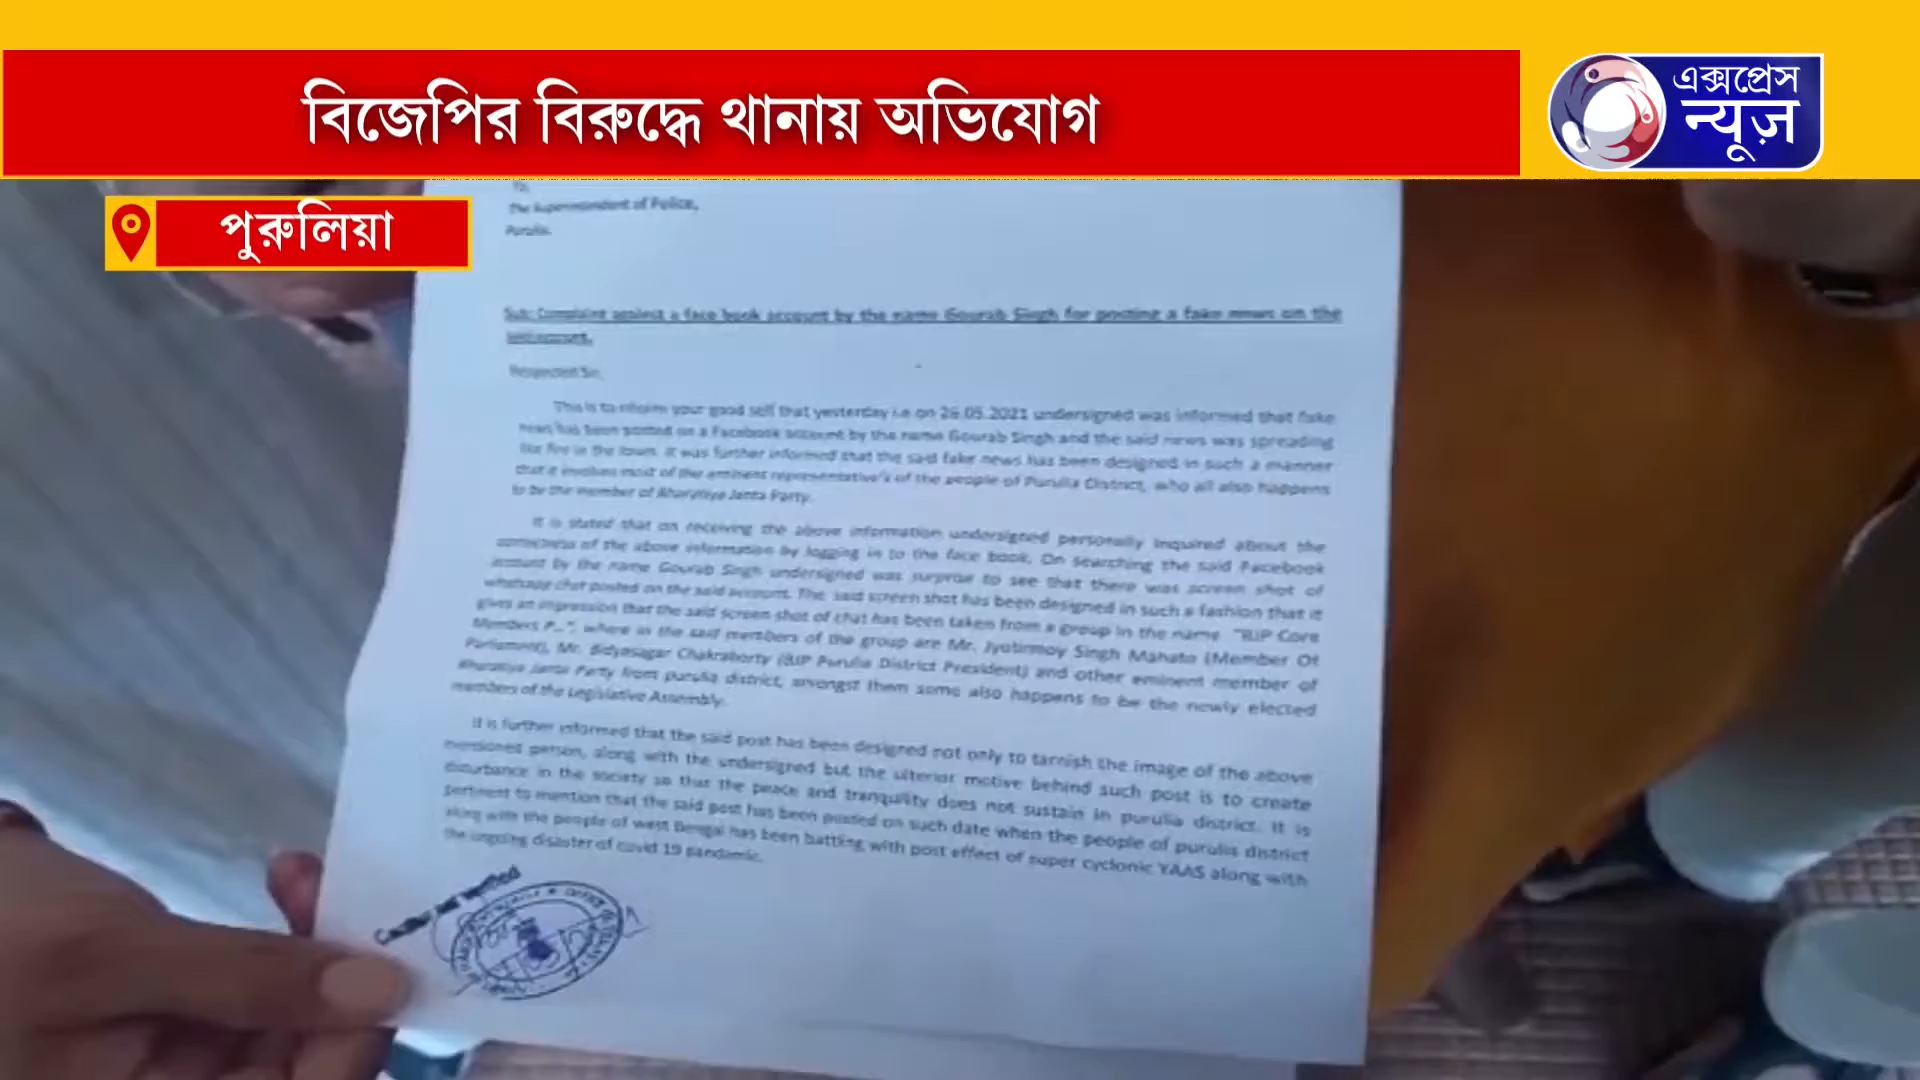 বিজেপির বিরুদ্ধে থানায় অভিযোগ
এক্সপ্রেস
न्यूज़
পুরুলিয়া
To,
The Superintendent of Police,
Purulia.
Sub: Complaint against a face book account by the name Gourab Singh for posting a fake news on the
said account.
Respected Sir,
This is to inform your good self that yesterday i.e on 26.05.2021 undersigned was informed that fake
news has been posted on a Facebook account by the name Gourab Singh and the said news was spreading
like fire in the town. It was further informed that the said fake news has been designed in such a manner
that it involves most of the eminent representative's of the people of Purulia District, who all also happens
to be the member of Bharatiya Janta Party.
It is stated that on receiving the above information undersigned personally inquired about the
correctness of the above information by logging in to the face book. On searching the said Facebook
account by the name Gourab Singh undersigned was surprise to see that there was screen shot of
whatsapp chat posted on the said account. The said screen shot has been designed in such a fashion that it
gives an impression that the said screen shot of chat has been taken from a group in the name "BJP Core
Members P...", where in the said members of the group are Mr. Jyotirmoy Singh Mahato (Member Of
Parliament), Mr. Bidyasagar Chakraborty (BJP Purulia District President) and other eminent member of
Bharatiya Janta Party from purulia district, amongst them some also happens to be the newly elected
members of the Legislative Assembly.
It is further informed that the said post has been designed not only to tarnish the image of the above
mentioned person, along with the undersigned but the ulterior motive behind such post is to create
disturbance in the society so that the peace and tranquility does not sustain in purulia district. It is
pertinent to mention that the said post has been posted on such date when the people of purulia district
along with the people of west Bengal has been battling with post effect of super cyclonic YAAS along with
the ongoing disaster of covid 19 pandemic.